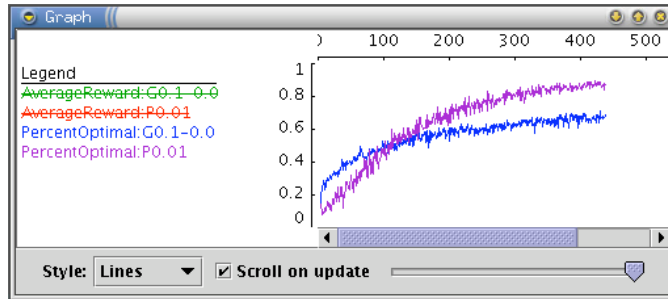 Graph
100 200 300 400 500
Legend
AverageReward:G0.1-0.0
AverageReward:P0.01
PercentOptimal:G0.1-0.0
PercentOptimal:P0.01
1
0.8
0.6
0.4
0.2
0
Style: Lines Scroll on update